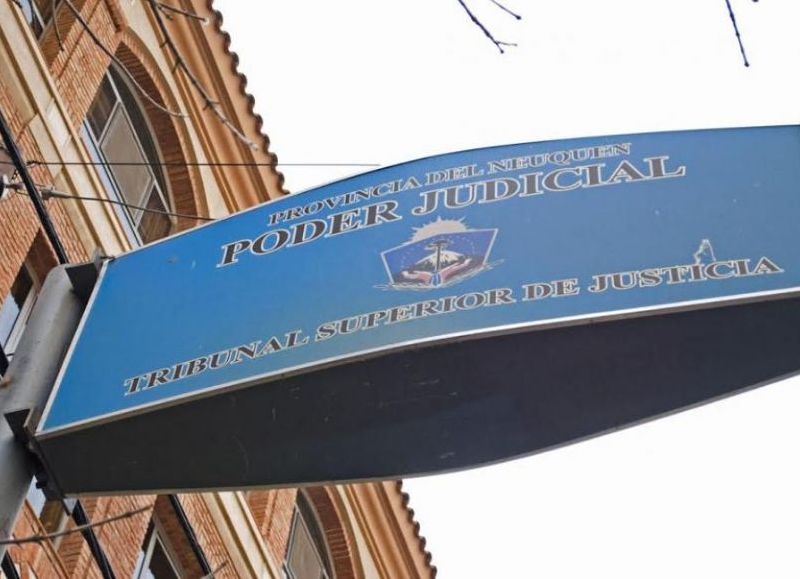 PROVINCIA DEL NEUQUEN
PODER JUDICIAL
TRIBUNAL SUPERIOR DE JUSTICIA